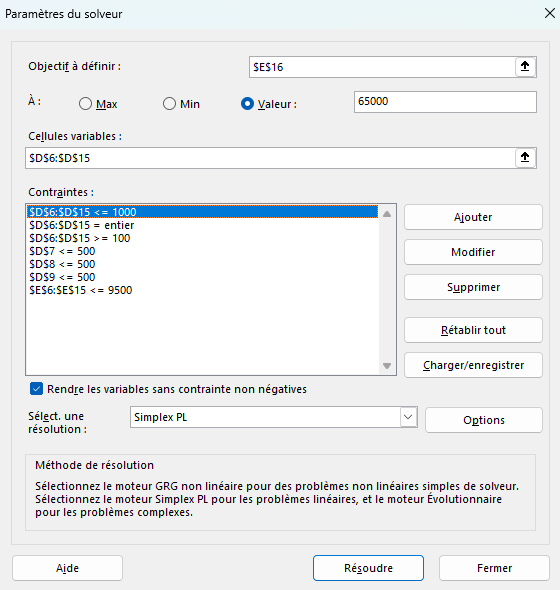 Paramètres du solveur
Objectif à définir :
$E$16
À :
Max
Min
Valeur :
65000
Cellules variables :
$D$6:$D$15
Contraintes :
$D$6:$D$15 <= 1000
$D$6:$D$15 = entier
$D$6:$D$15 >= 100
$D$7 <= 500
$D$8 <= 500
$D$9 <= 500
$E$6:$E$15 <= 9500
Ajouter
Modifier
Supprimer
Rétablir tout
Charger/enregistrer
Rendre les variables sans contrainte non négatives
Sélect. une
résolution :
Simplex PL
Options
Méthode de résolution
Sélectionnez le moteur GRG non linéaire pour des problèmes non linéaires simples de solveur.
Sélectionnez le moteur Simplex PL pour les problèmes linéaires, et le moteur Évolutionnaire
pour les problèmes complexes.
Aide
Résoudre
Fermer